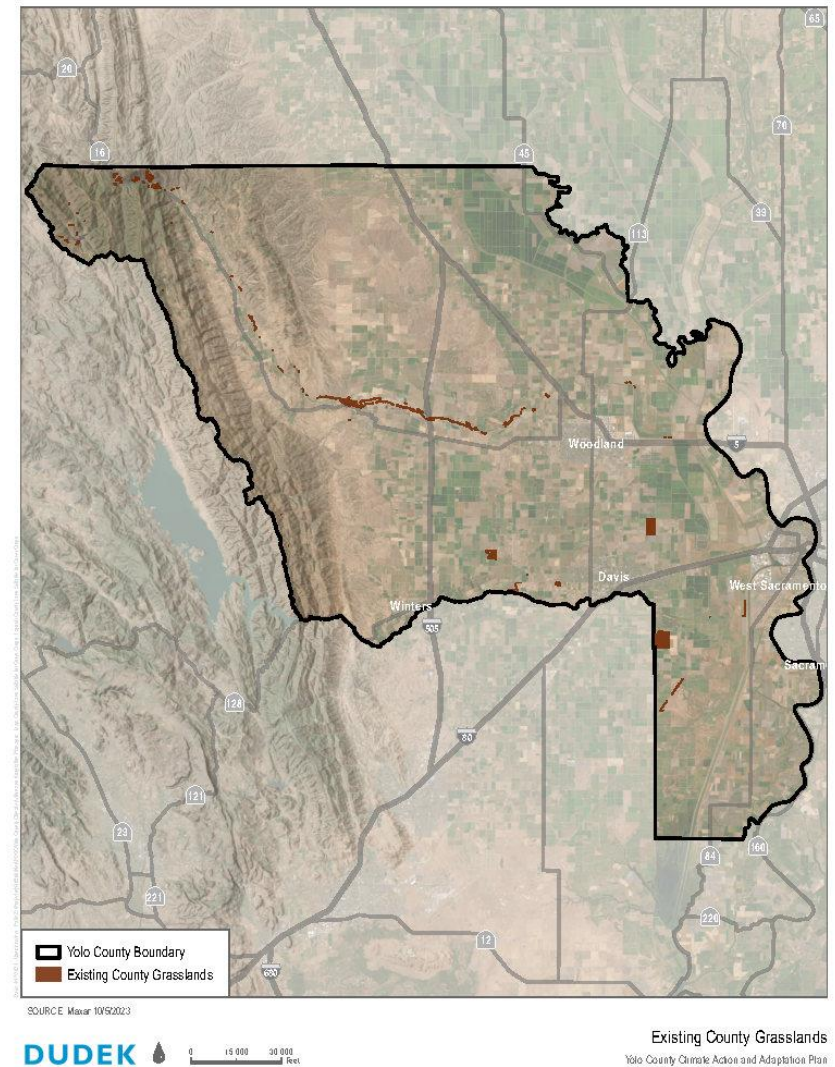 65
20
70
16
45
99
113
5
Woodland
Davis
West Sacramento
Winters
505
Sacram
128
80
121
29
84
160
221
220
12
680
Yolo County Boundary
Existing County Grasslands
SOURCE: Maxar 10/5/2023
DUDEK
0 15,000 30,000
Feet
Existing County Grasslands
Yolo County Climate Action and Adaptation Plan